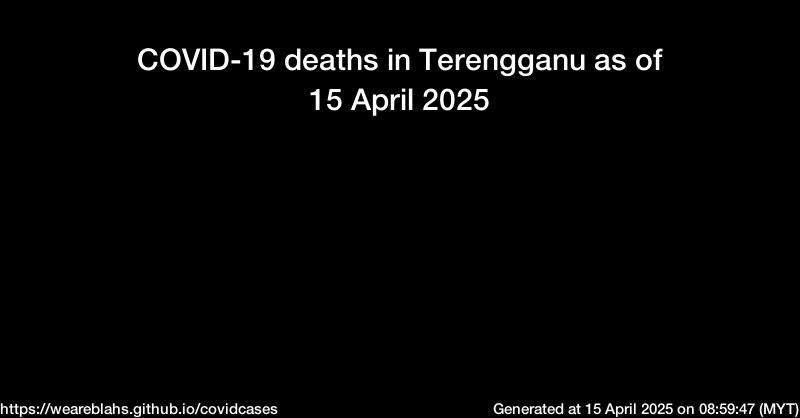 COVID-19 deaths in Terengganu as of
15 April 2025
https://weareblahs.github.io/covidcases
Generated at 15 April 2025 on 08:59:47 (MYT)